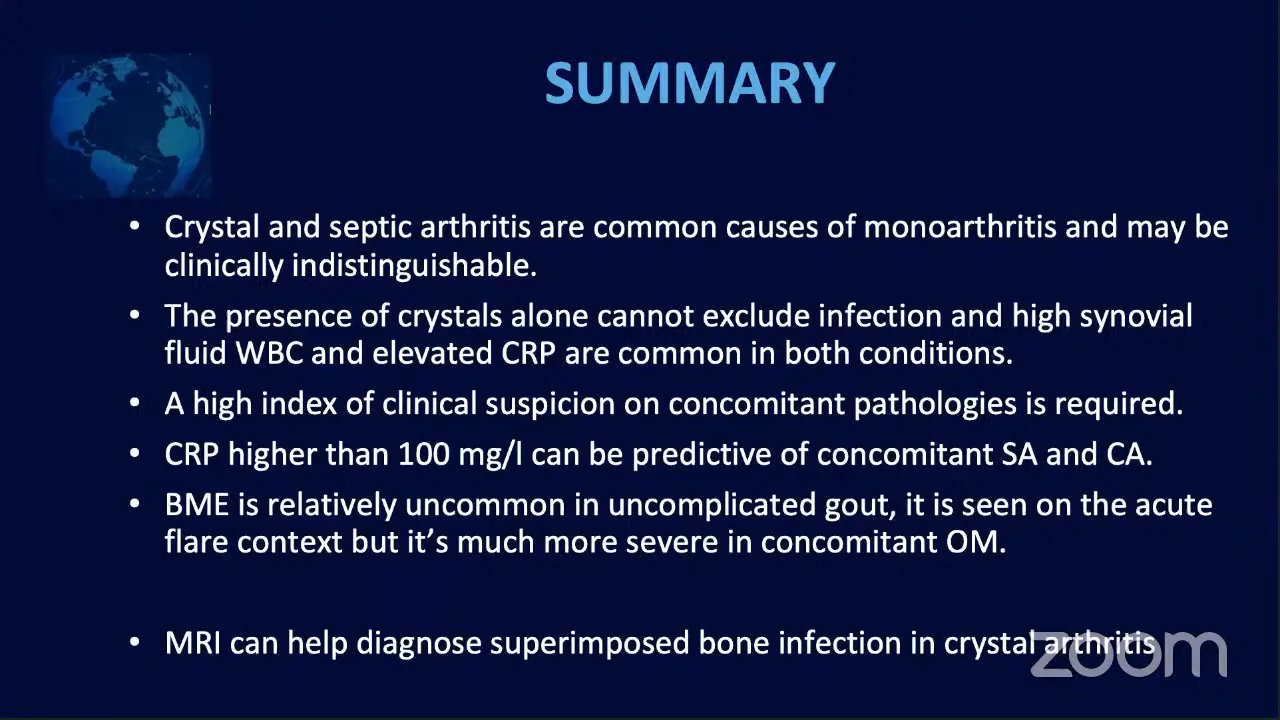 SUMMARY
• Crystal and septic arthritis are common causes of monoarthritis and may be
clinically indistinguishable.
• The presence of crystals alone cannot exclude infection and high synovial
fluid WBC and elevated CRP are common in both conditions.
• A high index of clinical suspicion on concomitant pathologies is required.
• CRP higher than 100 mg/l can be predictive of concomitant SA and CA.
• BME is relatively uncommon in uncomplicated gout, it is seen on the acute
flare context but it’s much more severe in concomitant OM.
• MRI can help diagnose superimposed bone infection in crystal arthritis
zoom